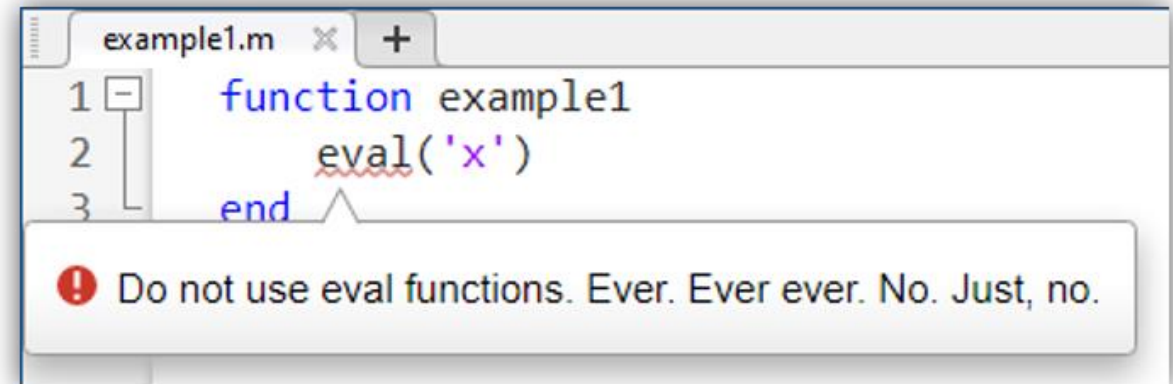 example1.m
1 function example1
2 eval('x')
3 end
Do not use eval functions. Ever. Ever ever. No. Just, no.